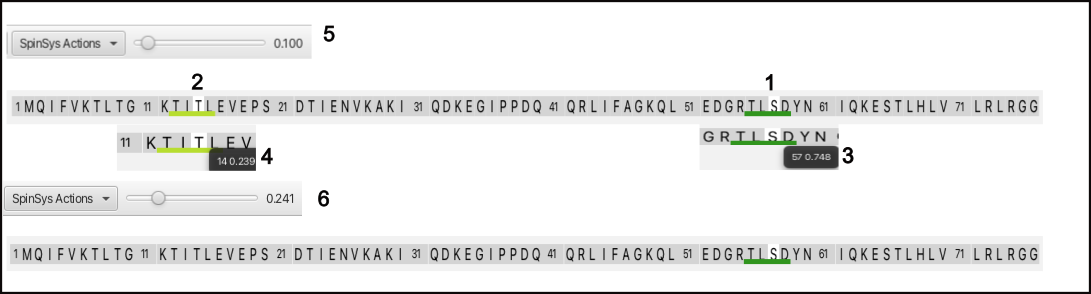 SpinSys Actions 0.100 5
2 1
1 MQIFVKTLTG 11 KTITLEVEPS 21 DTIENVKAKI 31 QDKEGIPPDQ 41 QRLIFAGKQL 51 EDGRTLSDYN 61 IQKESTLHLV 71 LRLRGG
11 KTITLEV GRTLSDYN
14 0.239 4 57 0.748 3
SpinSys Actions 0.241 6
1 MQIFVKTLTG 11 KTITLEVEPS 21 DTIENVKAKI 31 QDKEGIPPDQ 41 QRLIFAGKQL 51 EDGRTLSDYN 61 IQKESTLHLV 71 LRLRGG